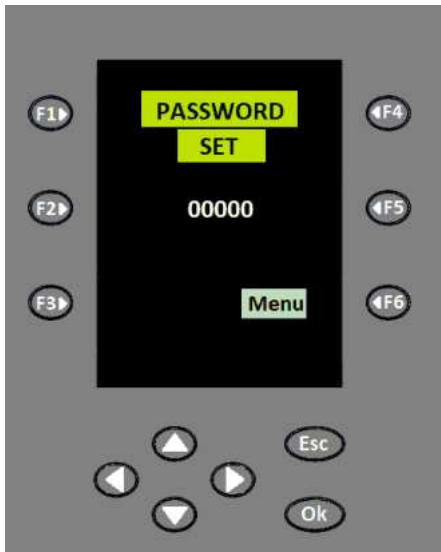 F1 PASSWORD F4
SET
F2 00000 F5
F3 Menu F6
Esc
Ok